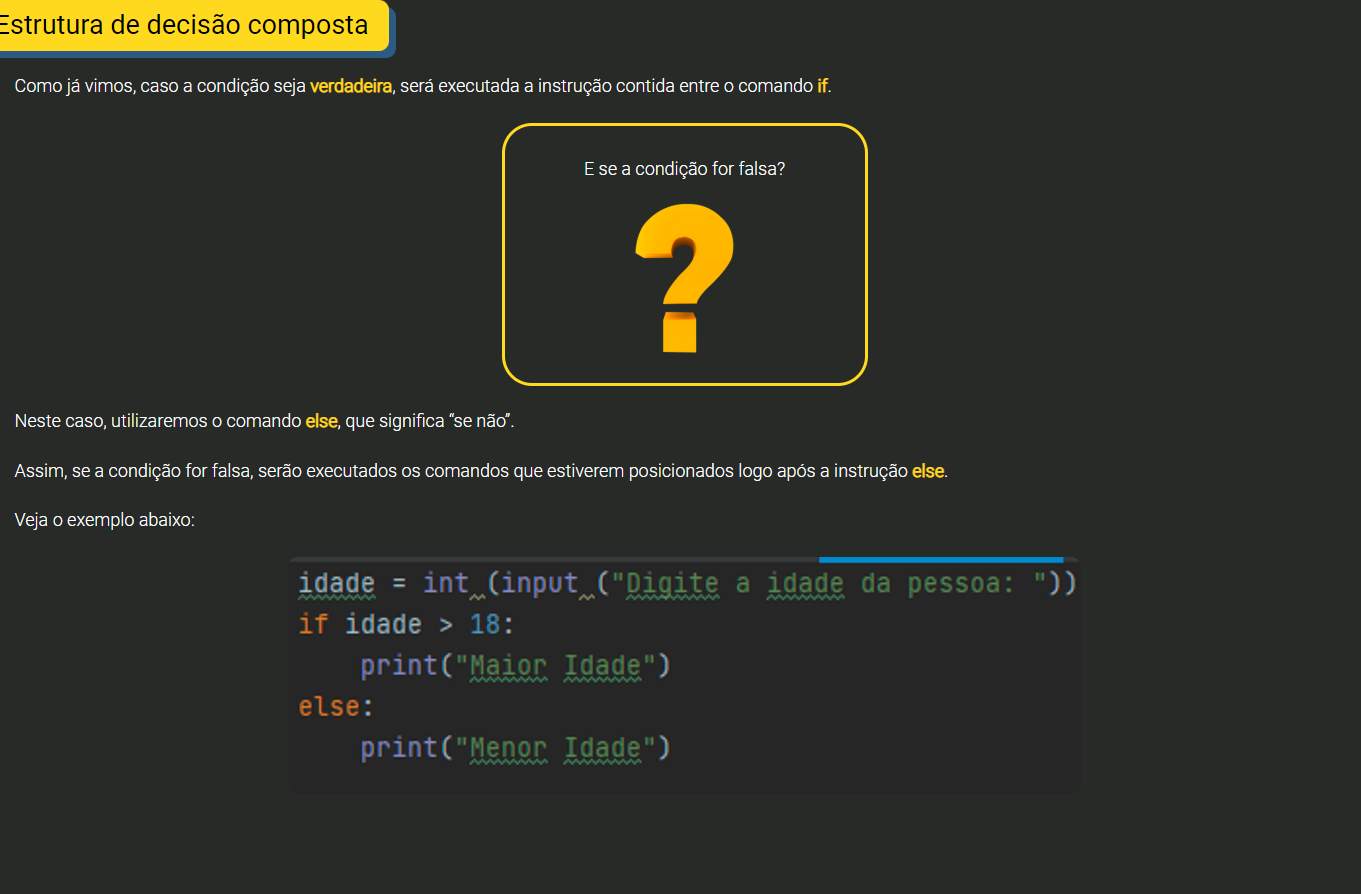 Estrutura de decisão composta
Como já vimos, caso a condição seja verdadeira, será executada a instrução contida entre o comando if.
E se a condição for falsa?
?
Neste caso, utilizaremos o comando else, que significa “se não”.
Assim, se a condição for falsa, serão executados os comandos que estiverem posicionados logo após a instrução else.
Veja o exemplo abaixo:
idade = int (input ("Digite a idade da pessoa: "))
if idade > 18:
    print("Maior Idade")
else:
    print("Menor Idade")